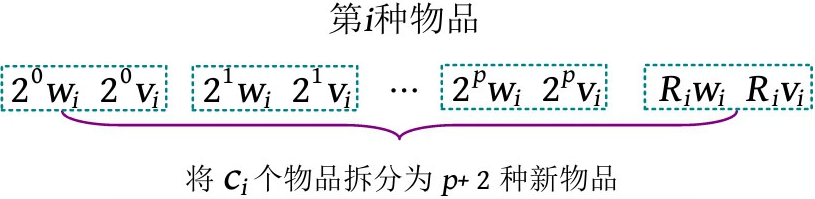 第i种物品
2⁰wᵢ 2⁰vᵢ 2¹wᵢ 2¹vᵢ ... 2ᵖwᵢ 2ᵖvᵢ Rᵢwᵢ Rᵢvᵢ
将 cᵢ 个物品拆分为 p+2 种新物品